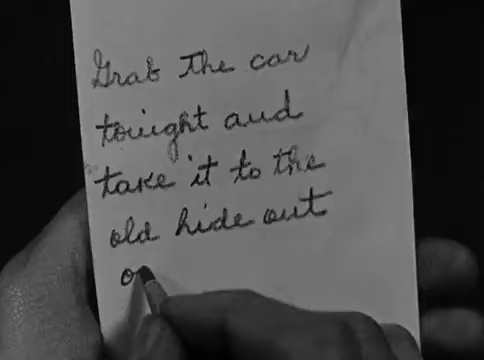 Grab the car
tonight and
take it to the
old hide out
o